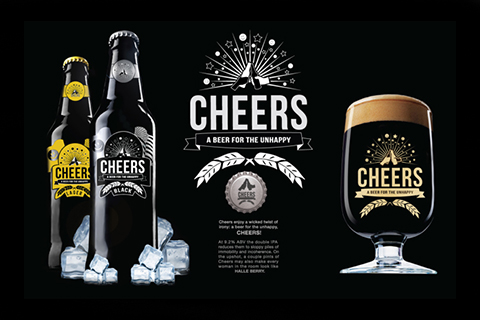 CHEERS
LAGER
CHEERS
BLACK
CHEERS
A BEER FOR THE UNHAPPY
CHEERS
Cheers enjoy a wicked twist of
irony: a beer for the unhappy,
CHEERS!
At 9.2% ABV the double IPA
reduces them to sloppy piles of
immobility and incoherence. On
the upshot, a couple pints of
Cheers may also make every
woman in the room look like
HALLE BERRY.
CHEERS
A BEER FOR THE UNHAPPY